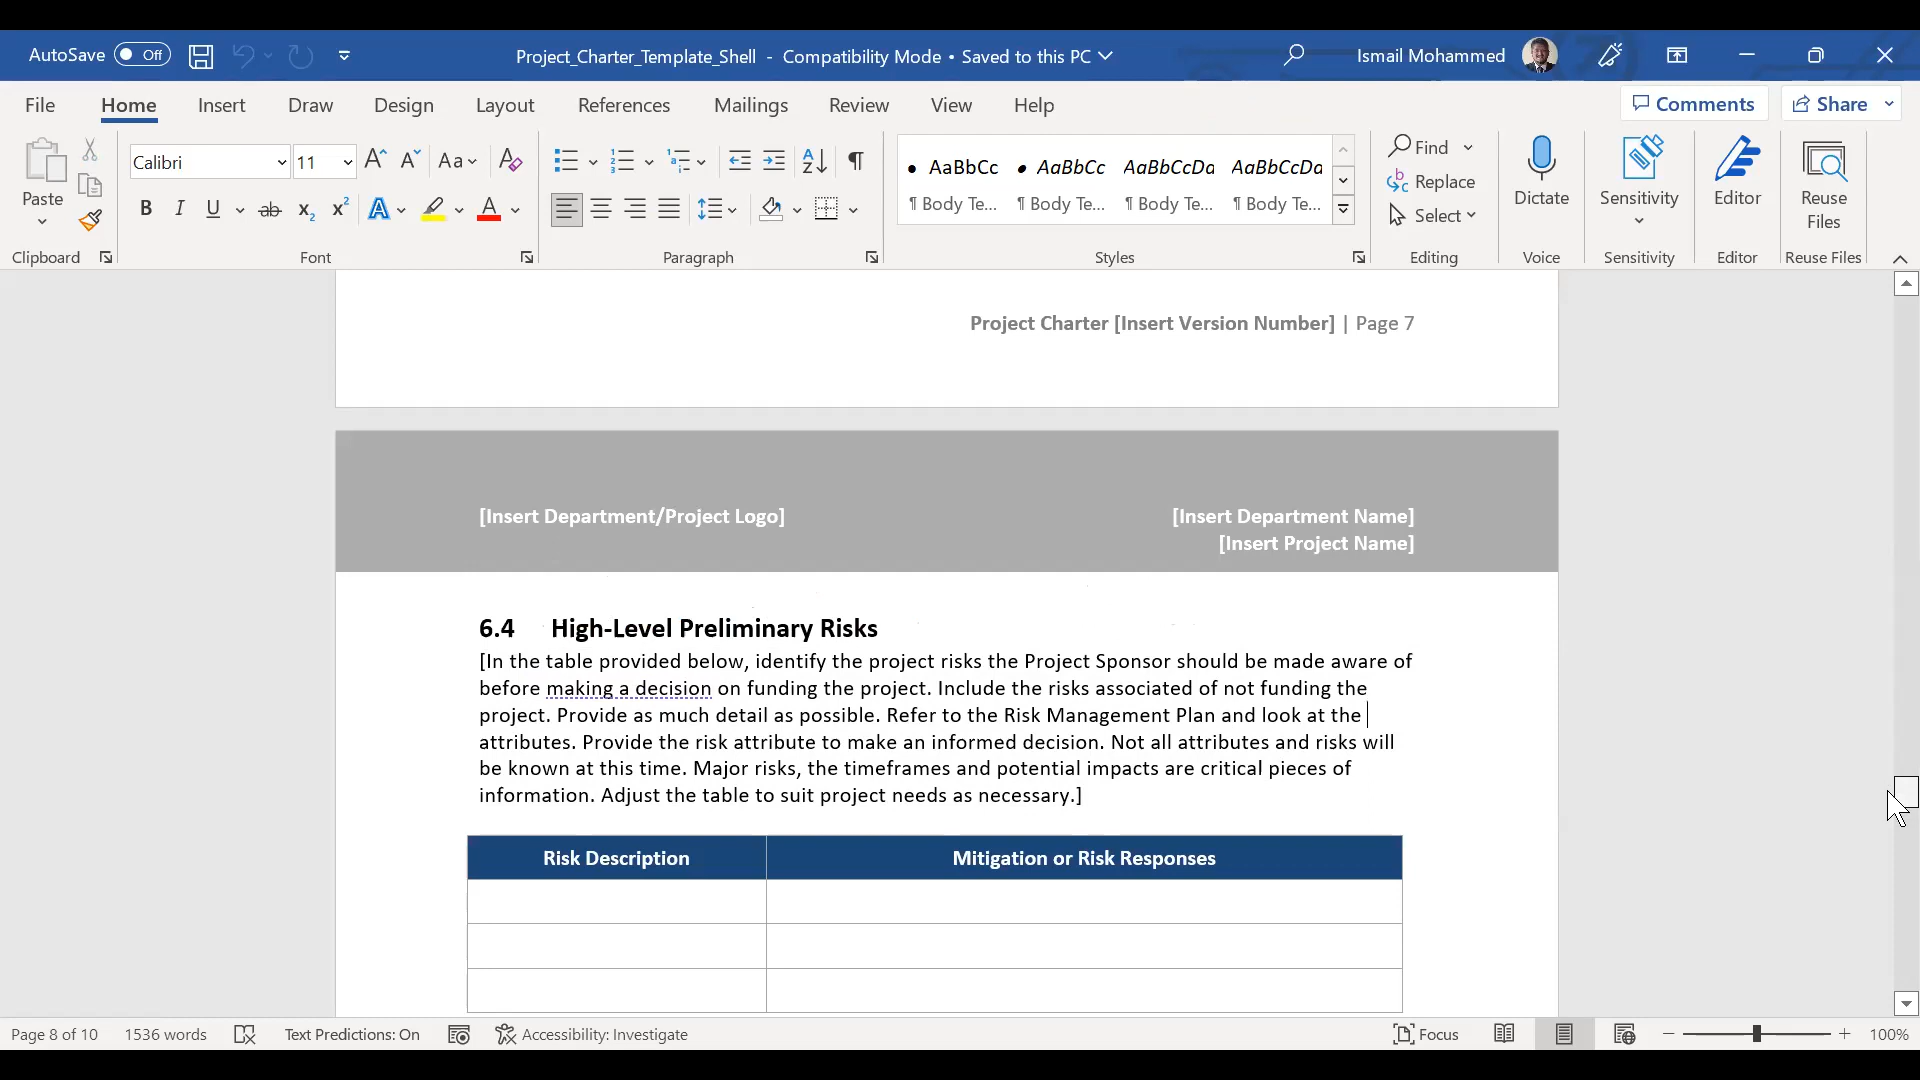 AutoSave Off Project_Charter_Template_Shell - Compatibility Mode • Saved to this PC Ismail Mohammed
File Home Insert Draw Design Layout References Mailings Review View Help Comments Share
Calibri 11 Aa AaBbCc AaBbCc AaBbCcDd AaBbCcDd Find
Paste B I U ab x₂ x² A A ¶ Body Te... ¶ Body Te... ¶ Body Te... ¶ Body Te... Replace Dictate Sensitivity Editor Reuse Files
Select
Clipboard Font Paragraph Styles Editing Voice Sensitivity Editor Reuse Files
Project Charter [Insert Version Number] | Page 7
[Insert Department/Project Logo] [Insert Department Name]
[Insert Project Name]
6.4 High-Level Preliminary Risks
[In the table provided below, identify the project risks the Project Sponsor should be made aware of
before making a decision on funding the project. Include the risks associated of not funding the
project. Provide as much detail as possible. Refer to the Risk Management Plan and look at the
attributes. Provide the risk attribute to make an informed decision. Not all attributes and risks will
be known at this time. Major risks, the timeframes and potential impacts are critical pieces of
information. Adjust the table to suit project needs as necessary.]
Risk Description Mitigation or Risk Responses
Page 8 of 10 1536 words Text Predictions: On Accessibility: Investigate Focus 100%